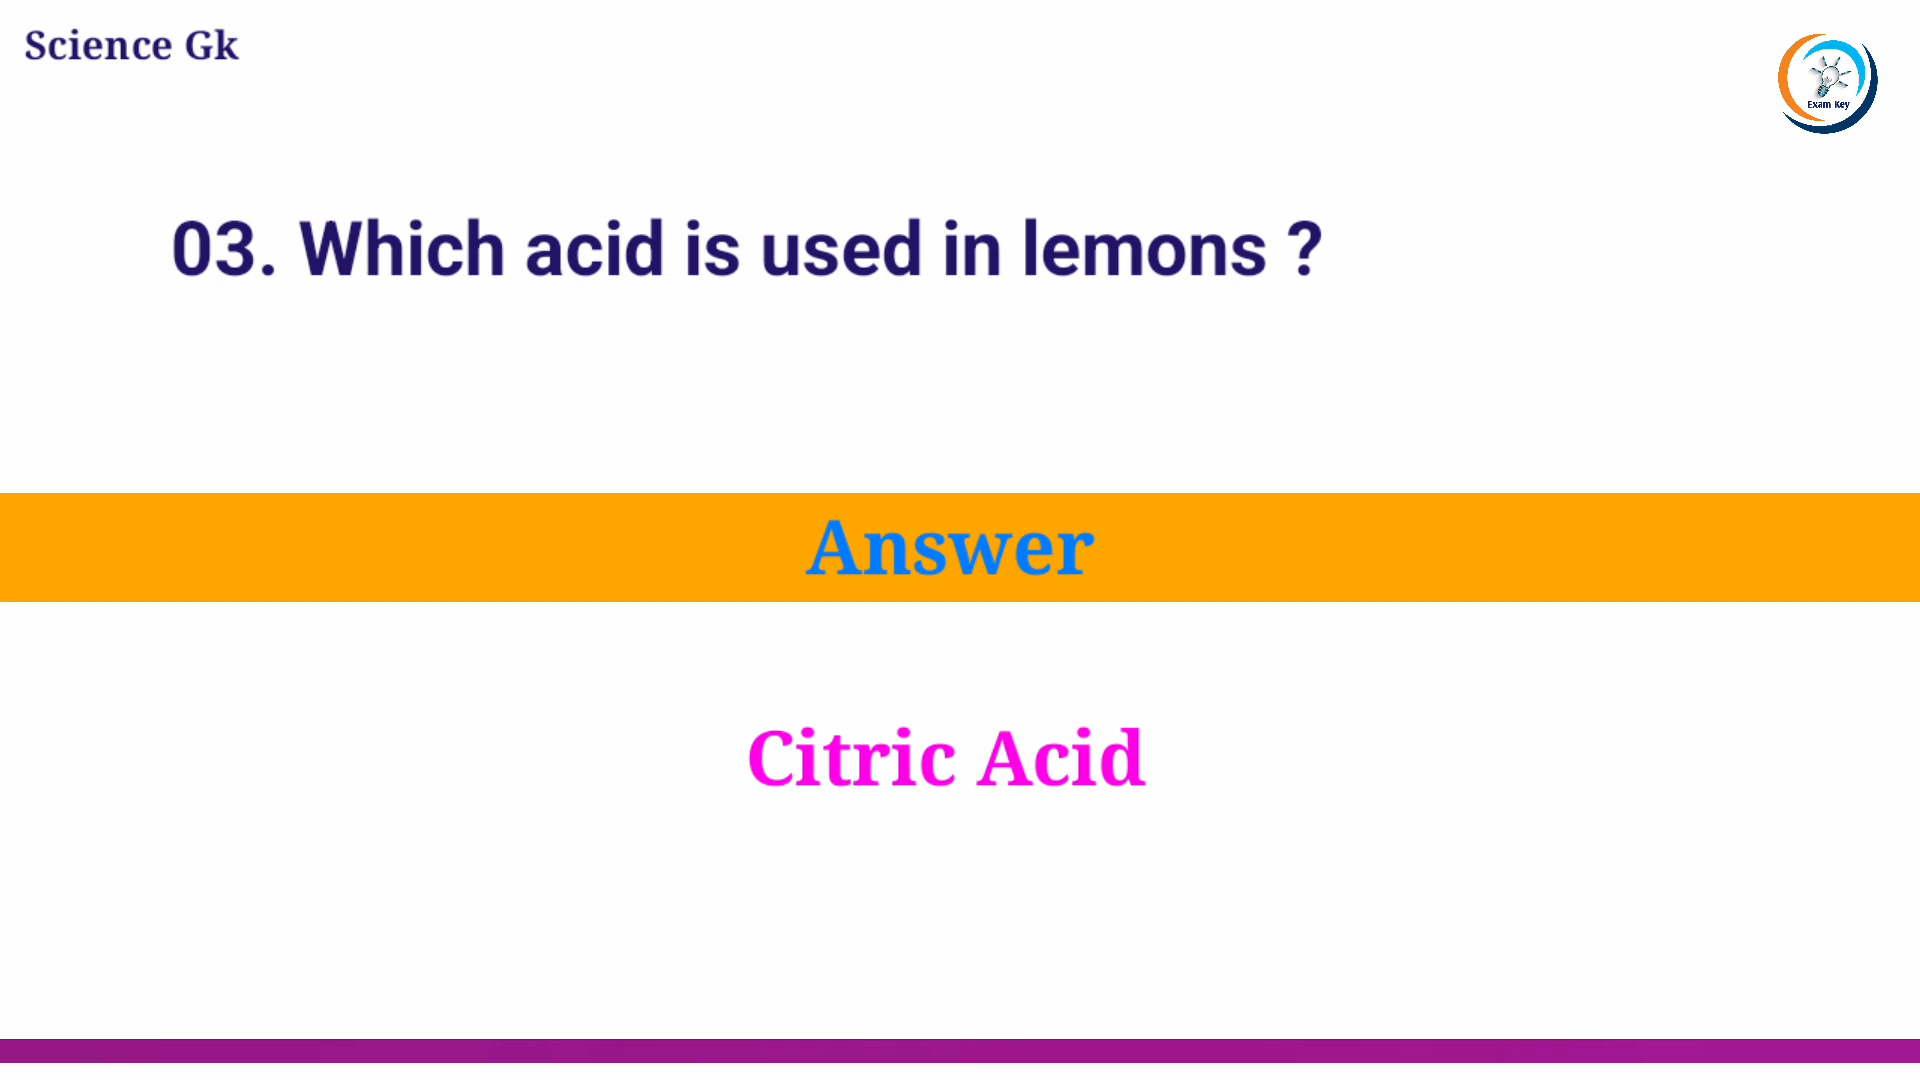 Science Gk
Exam Key
03. Which acid is used in lemons ?
Answer
Citric Acid